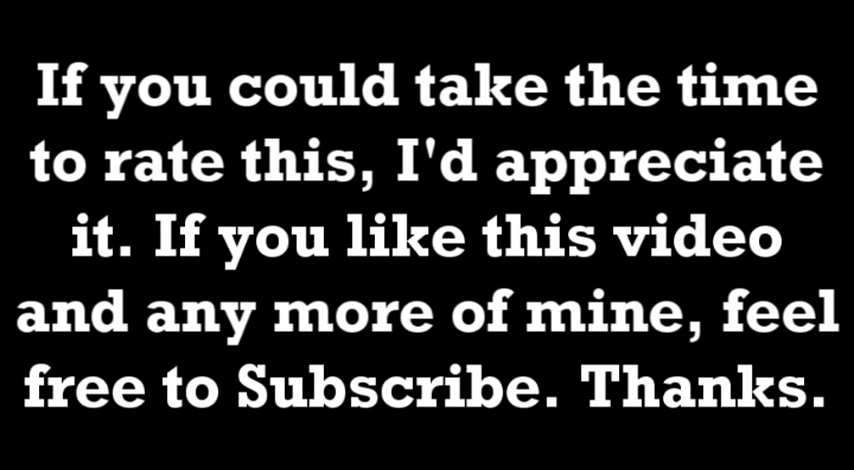 If you could take the time
to rate this, I'd appreciate
it. If you like this video
and any more of mine, feel
free to Subscribe. Thanks.